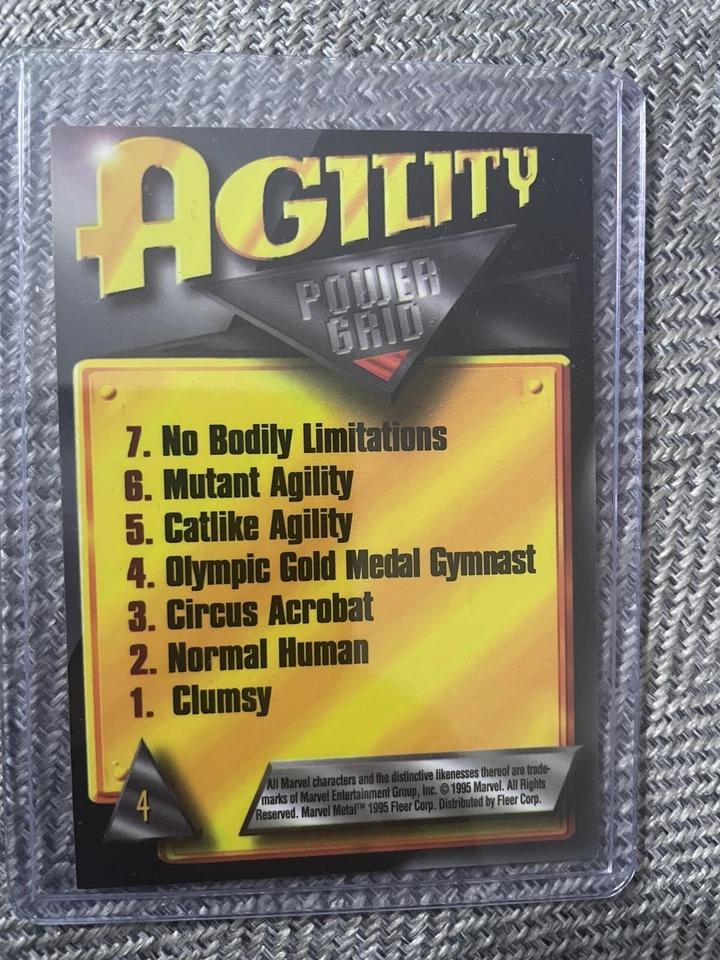 AGILITY
POWER
GRID
7. No Bodily Limitations
6. Mutant Agility
5. Catlike Agility
4. Olympic Gold Medal Gymnast
3. Circus Acrobat
2. Normal Human
1. Clumsy
4
All Marvel characters and the distinctive likenesses thereof are trade-
marks of Marvel Entertainment Group, Inc. © 1995 Marvel. All Rights
Reserved. Marvel Metal™ 1995 Fleer Corp. Distributed by Fleer Corp.